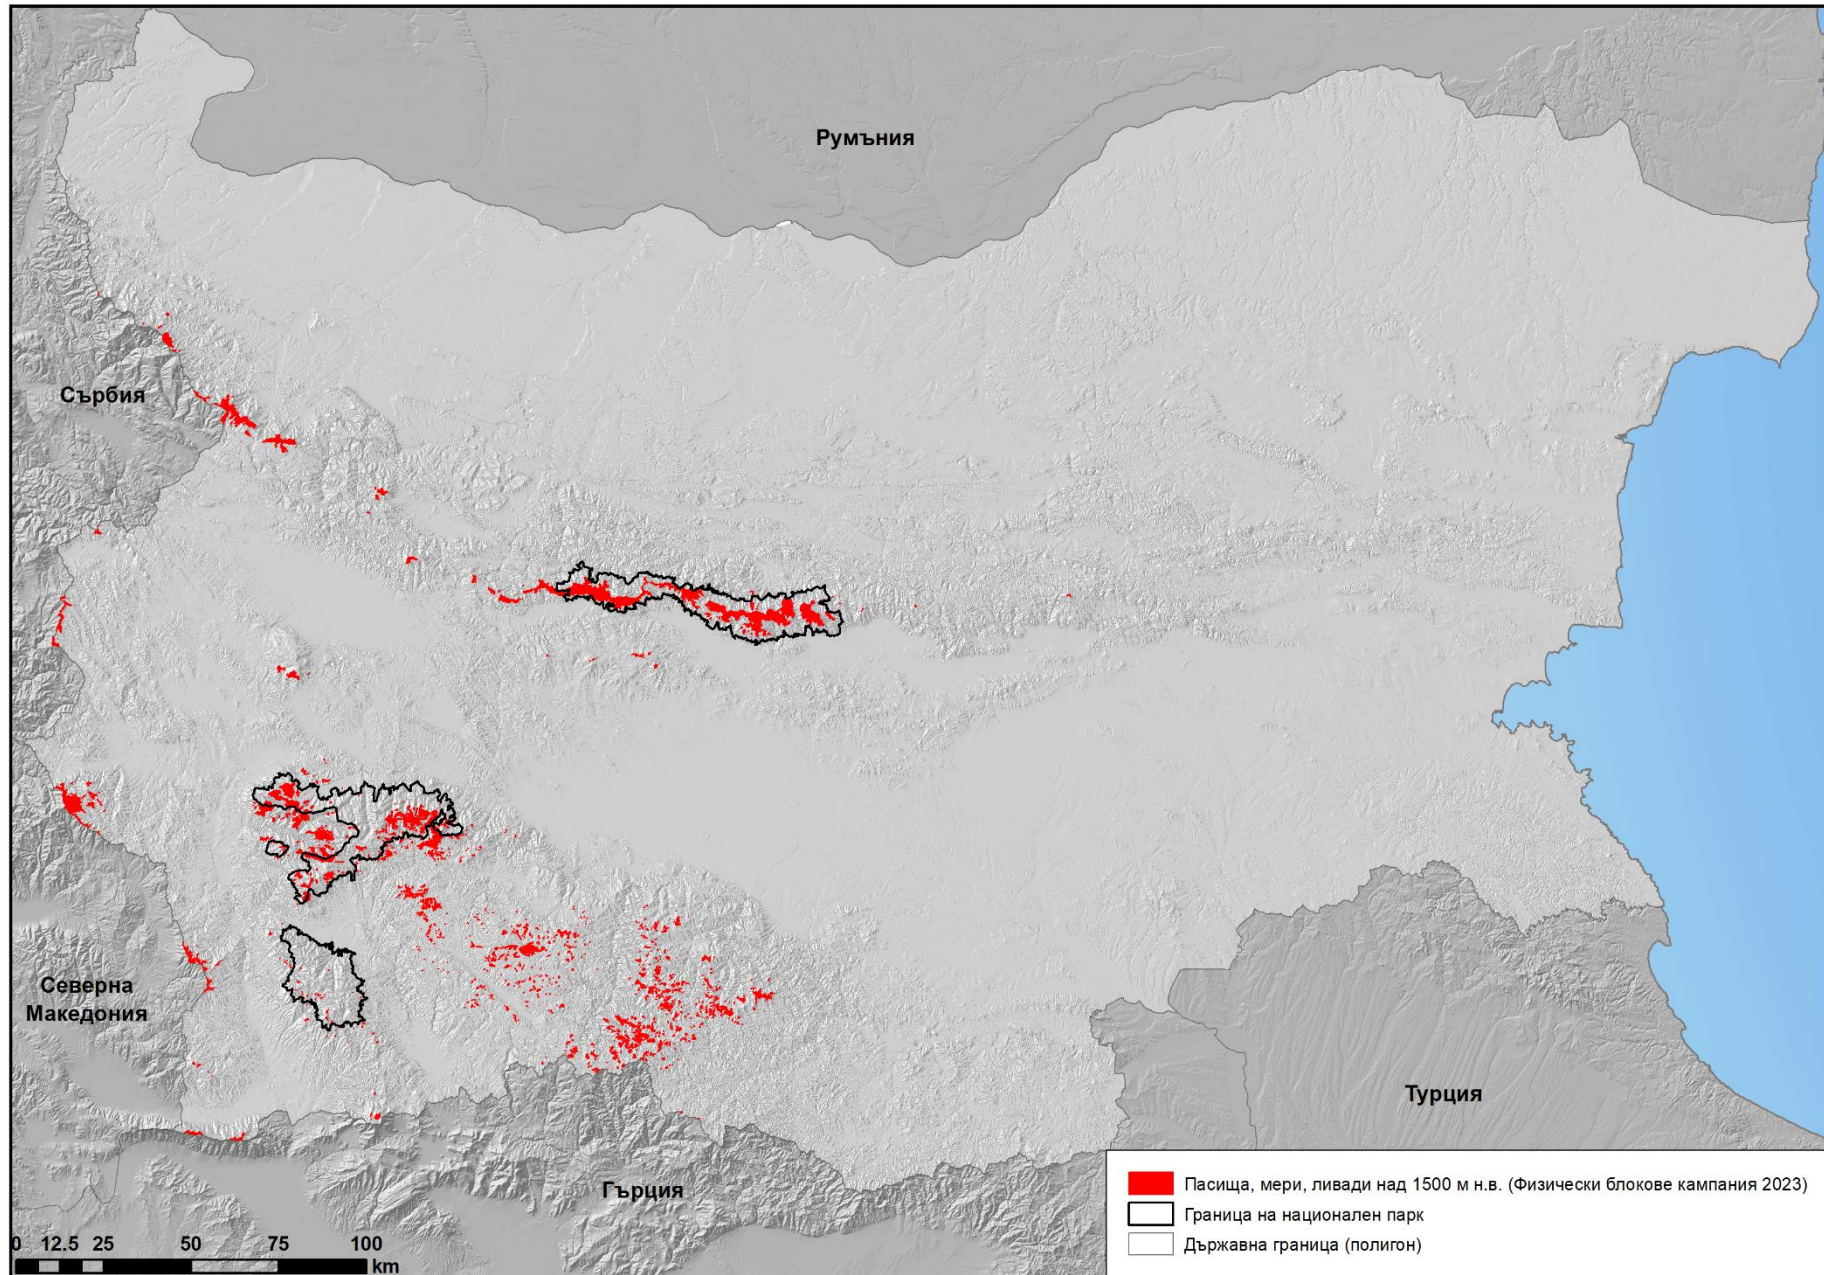 Румъния
Сърбия
Северна
Македония
Турция
Гърция
Пасища, мери, ливади над 1500 м н.в. (Физически блокове кампания 2023)
Граница на национален парк
Държавна граница (полигон)
0 12.5 25 50 75 100
km